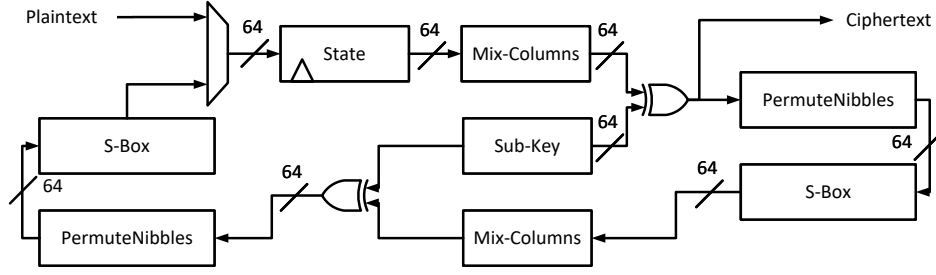 Plaintext
64
State
64
Mix-Columns
64
Ciphertext
PermuteNibbles
S-Box
Sub-Key
64
64
64
PermuteNibbles
64
Mix-Columns
64
S-Box